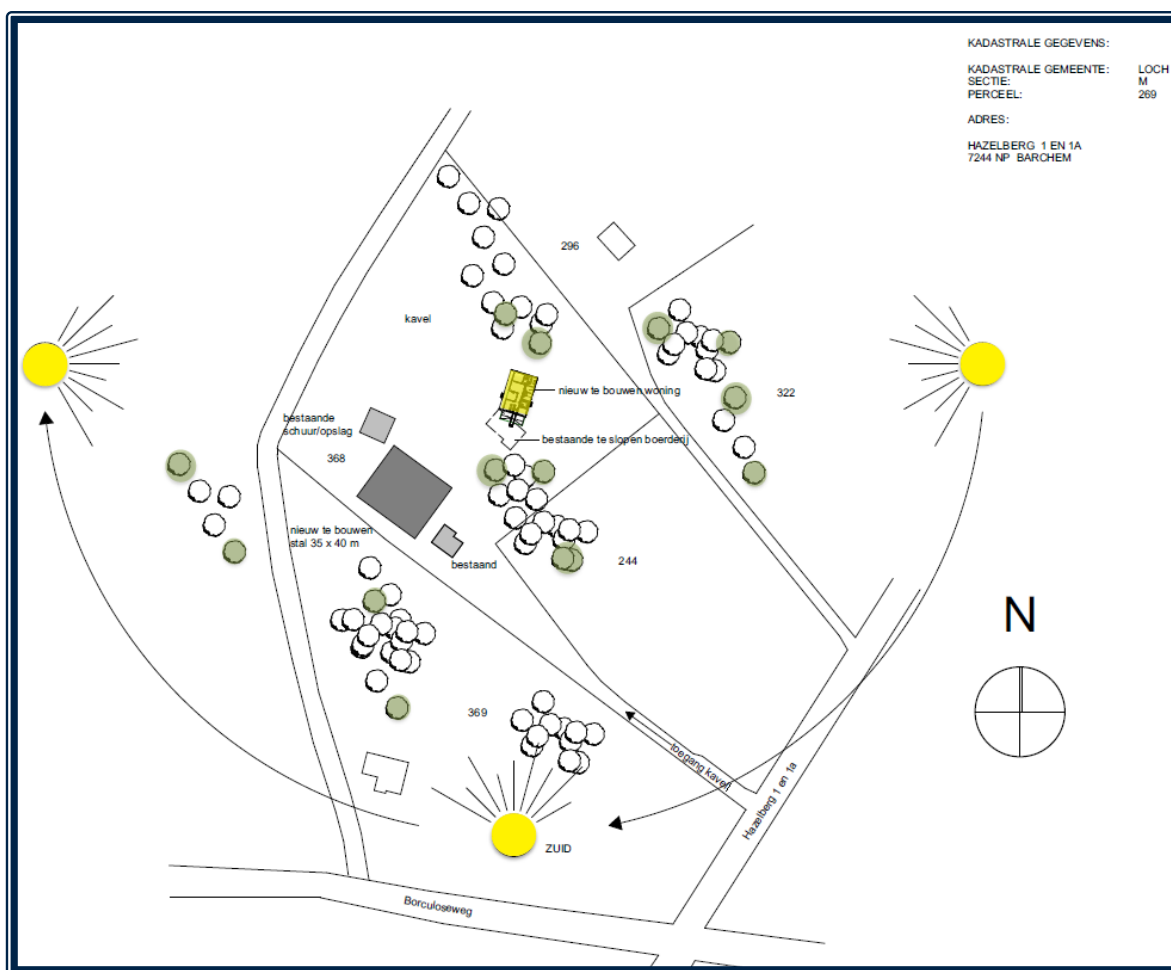 KADASTRALE GEGEVENS:
KADASTRALE GEMEENTE: LOCH
SECTIE: M
PERCEEL: 269
ADRES:
HAZELBERG 1 EN 1A
7244 NP BARCHEM
296
kavel
nieuw te bouwen woning
322
bestaande
schuur/opslag
bestaande te slopen boerderij
368
nieuw te bouwen
stal 35 x 40 m
bestaand
244
N
369
toegang kavel
Hazelberg 1 en 1a
ZUID
Borculoseweg